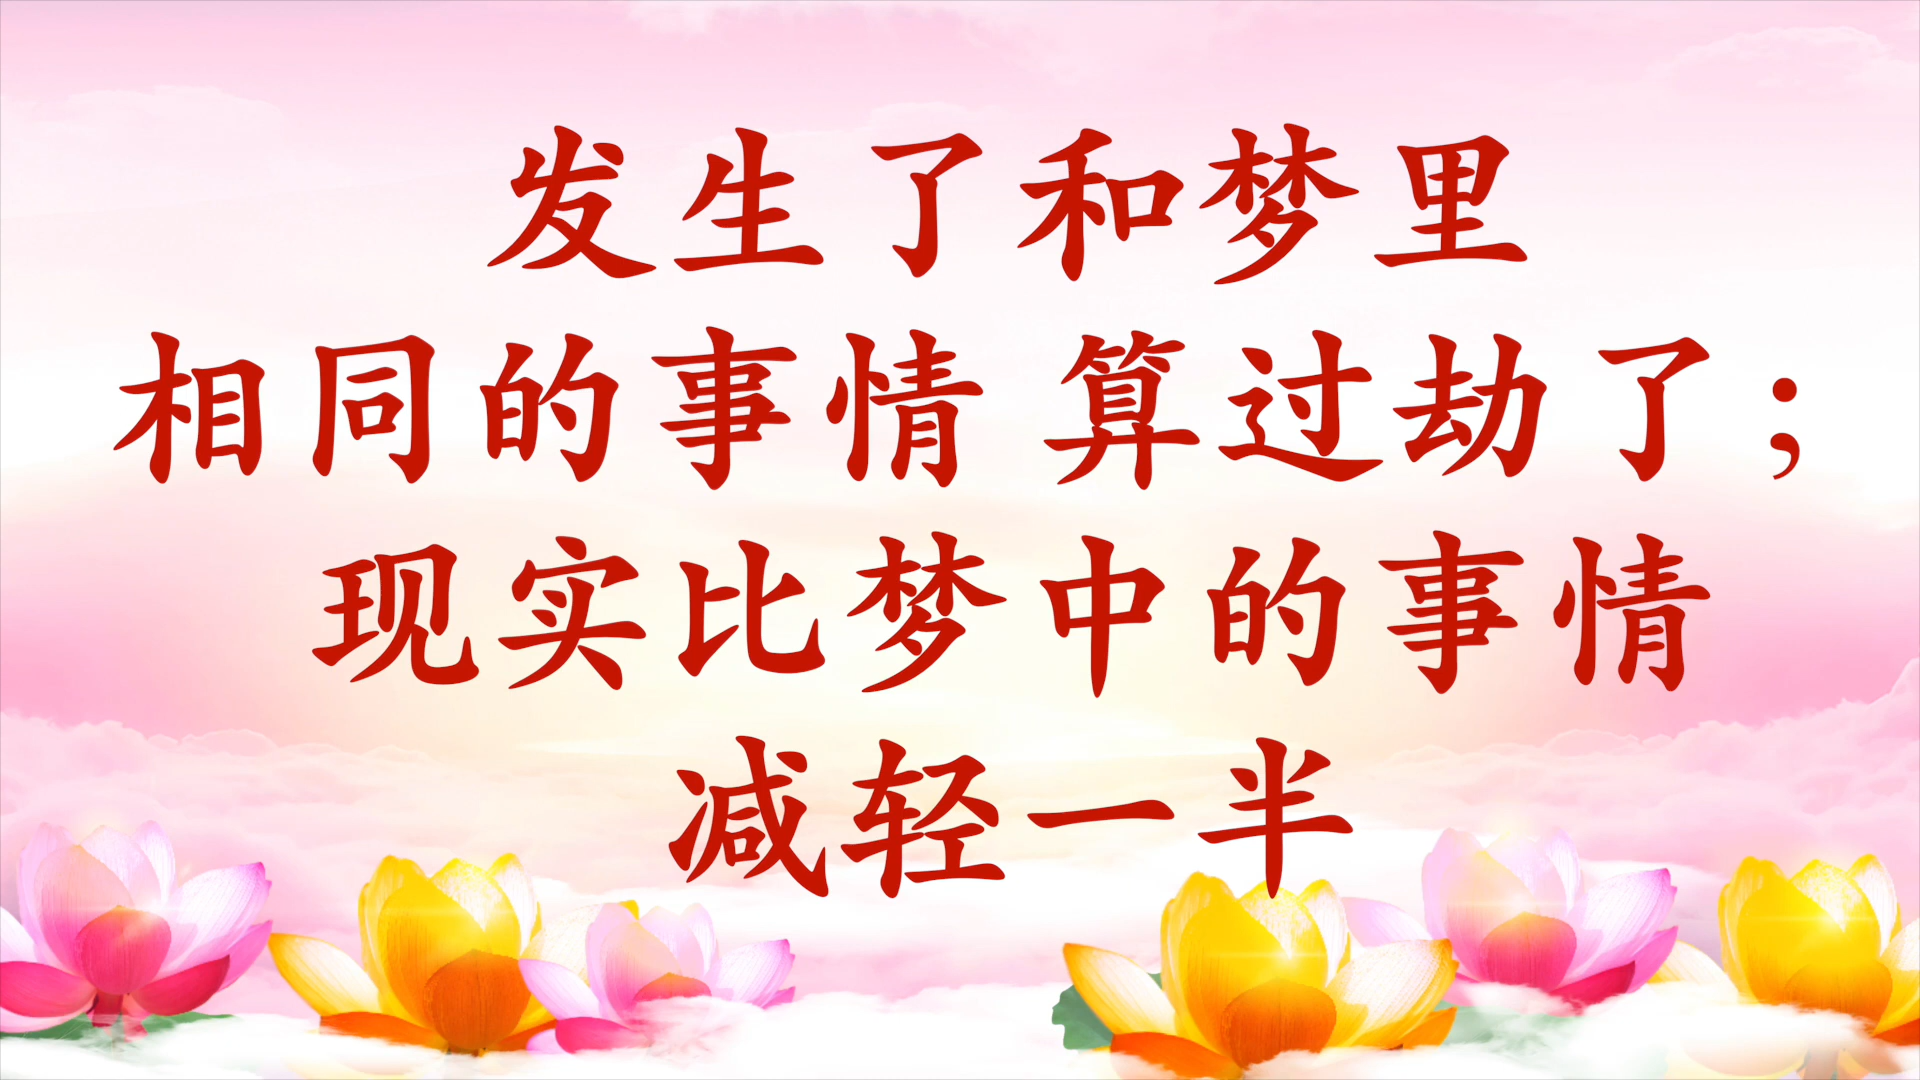 发生了和梦里
相同的事情 算过劫了；
现实比梦中的事情
减轻一半